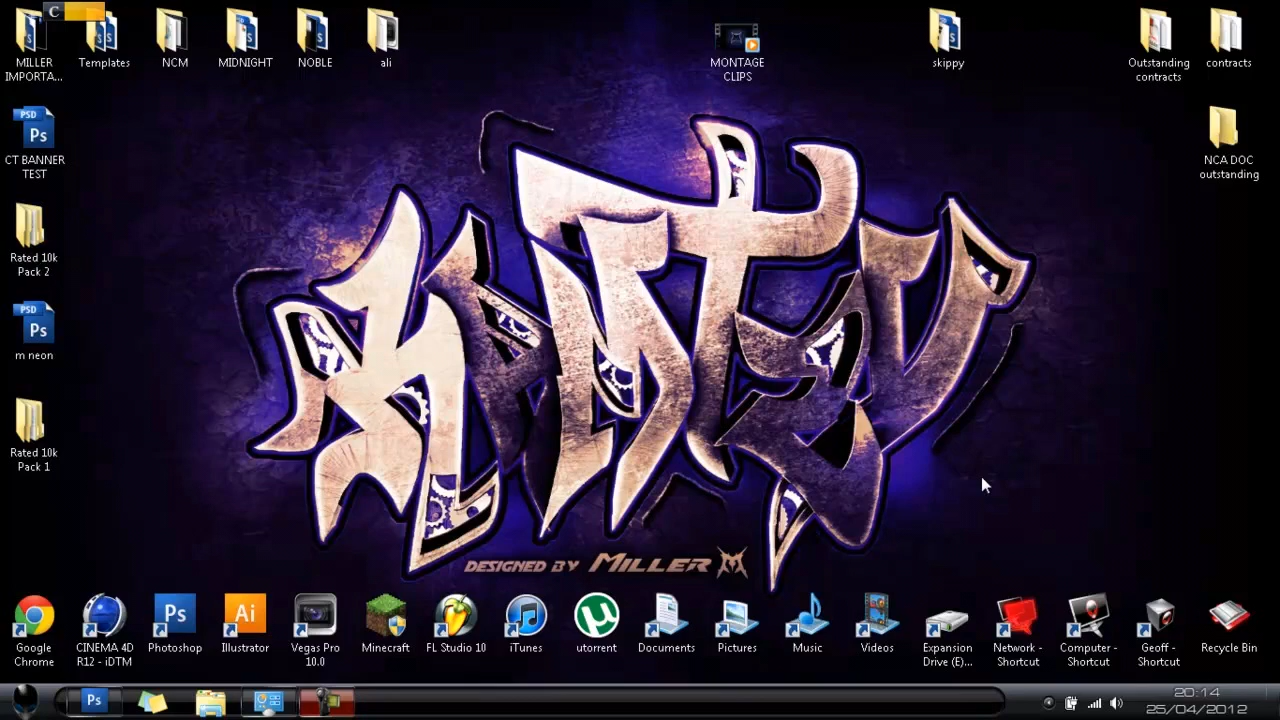 C
MILLER
IMPORTA...
Templates
NCM
MIDNIGHT
NOBLE
ali
MONTAGE
CLIPS
skippy
Outstanding
contracts
contracts
PSD
Ps
CT BANNER
TEST
NCA DOC
outstanding
Rated 10k
Pack 2
PSD
Ps
m neon
Rated 10k
Pack 1
DESIGNED BY MILLER M
Google
Chrome
CINEMA 4D
R12 - iDTM
Ps
Photoshop
Ai
Illustrator
Vegas Pro
10.0
Minecraft
FL Studio 10
iTunes
µ
utorrent
Documents
Pictures
Music
Videos
Expansion
Drive (E)...
Network -
Shortcut
Computer -
Shortcut
Geoff -
Shortcut
Recycle Bin
Ps
20:14
25/04/2012